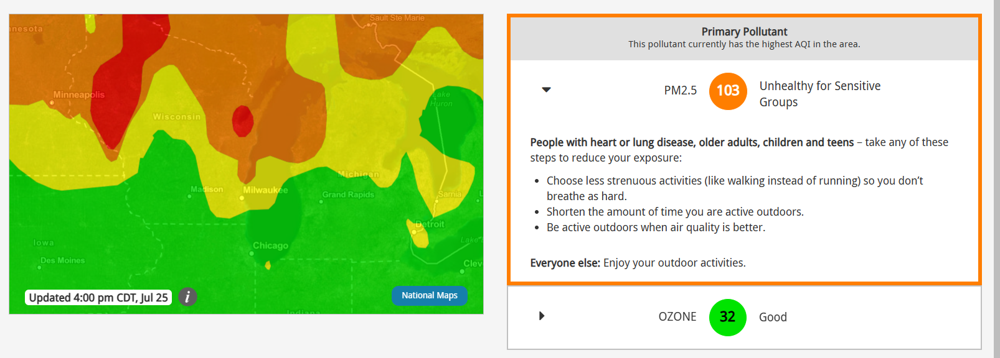 nnesota
Sault Ste Marie
Minneapolis
Lake
Huron
Wisconsin
Michigan
Madison
Milwaukee
Grand Rapids
Sarnia
L
Detroit
Iowa
Lake
Chicago
Des Moines
Clev
Updated 4:00 pm CDT, Jul 25
i
National Maps
Indiana
Primary Pollutant
This pollutant currently has the highest AQI in the area.
PM2.5
103
Unhealthy for Sensitive
Groups
People with heart or lung disease, older adults, children and teens – take any of these
steps to reduce your exposure:
• Choose less strenuous activities (like walking instead of running) so you don’t
breathe as hard.
• Shorten the amount of time you are active outdoors.
• Be active outdoors when air quality is better.
Everyone else: Enjoy your outdoor activities.
OZONE
32
Good